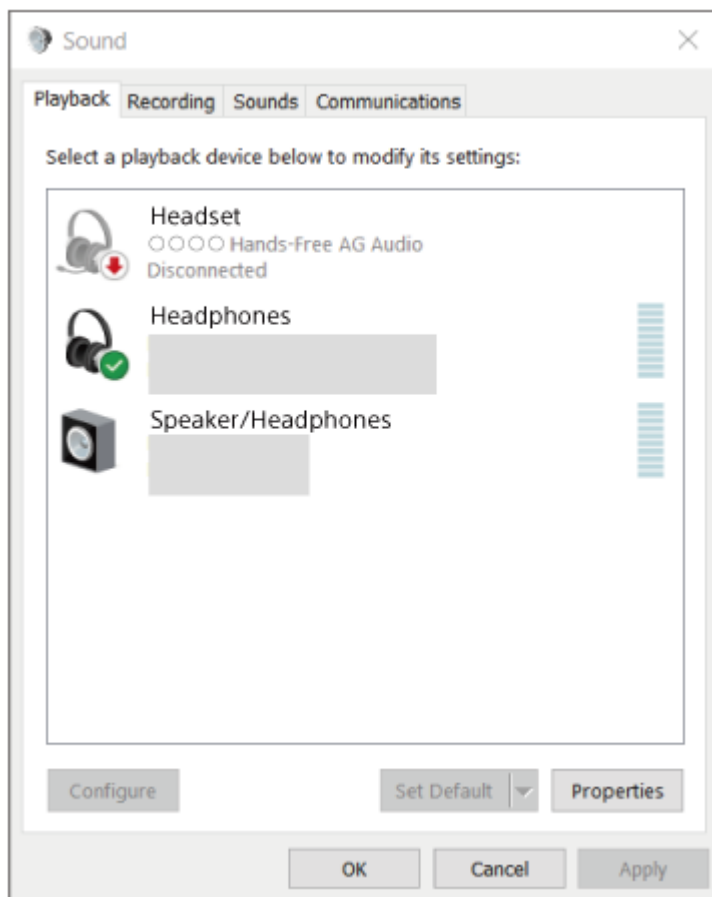 Sound
Playback Recording Sounds Communications
Select a playback device below to modify its settings:
Headset
○○○○ Hands-Free AG Audio
Disconnected
Headphones
Speaker/Headphones
Configure Set Default Properties
OK Cancel Apply